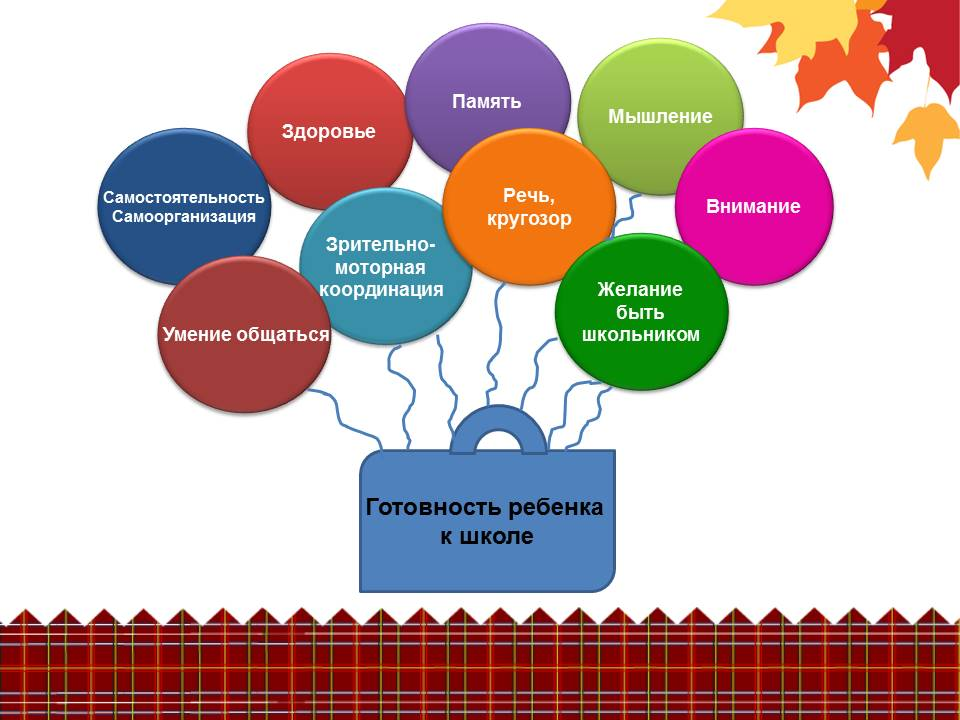 Память
Мышление
Здоровье
Самостоятельность
Самоорганизация
Речь,
кругозор
Внимание
Зрительно-
моторная
координация
Желание
быть
школьником
Умение общаться
Готовность ребенка
к школе